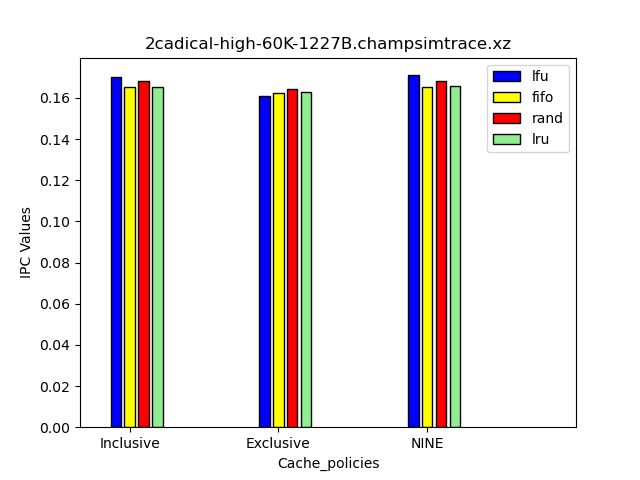 2cadical-high-60K-1227B.champsimtrace.xz
lfu
fifo
rand
lru
0.16
0.14
0.12
0.10
0.08
0.06
0.04
0.02
0.00
IPC Values
Inclusive Exclusive NINE
Cache_policies